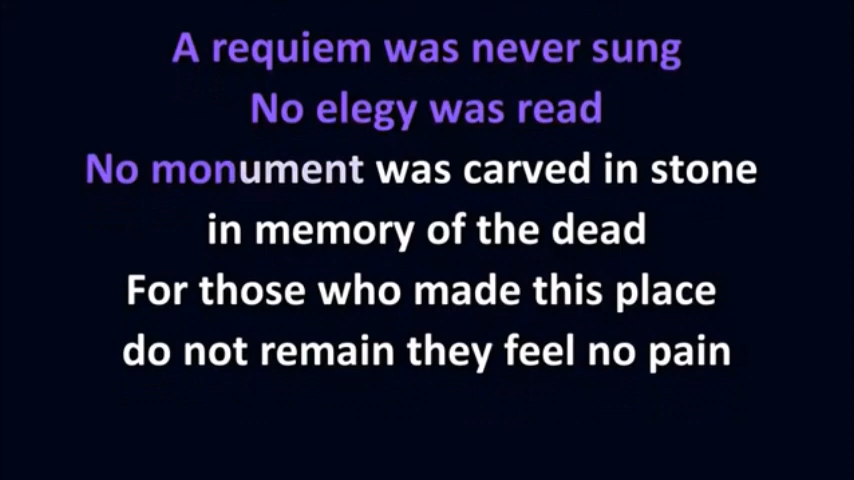 A requiem was never sung
No elegy was read
No monument was carved in stone
in memory of the dead
For those who made this place
do not remain they feel no pain